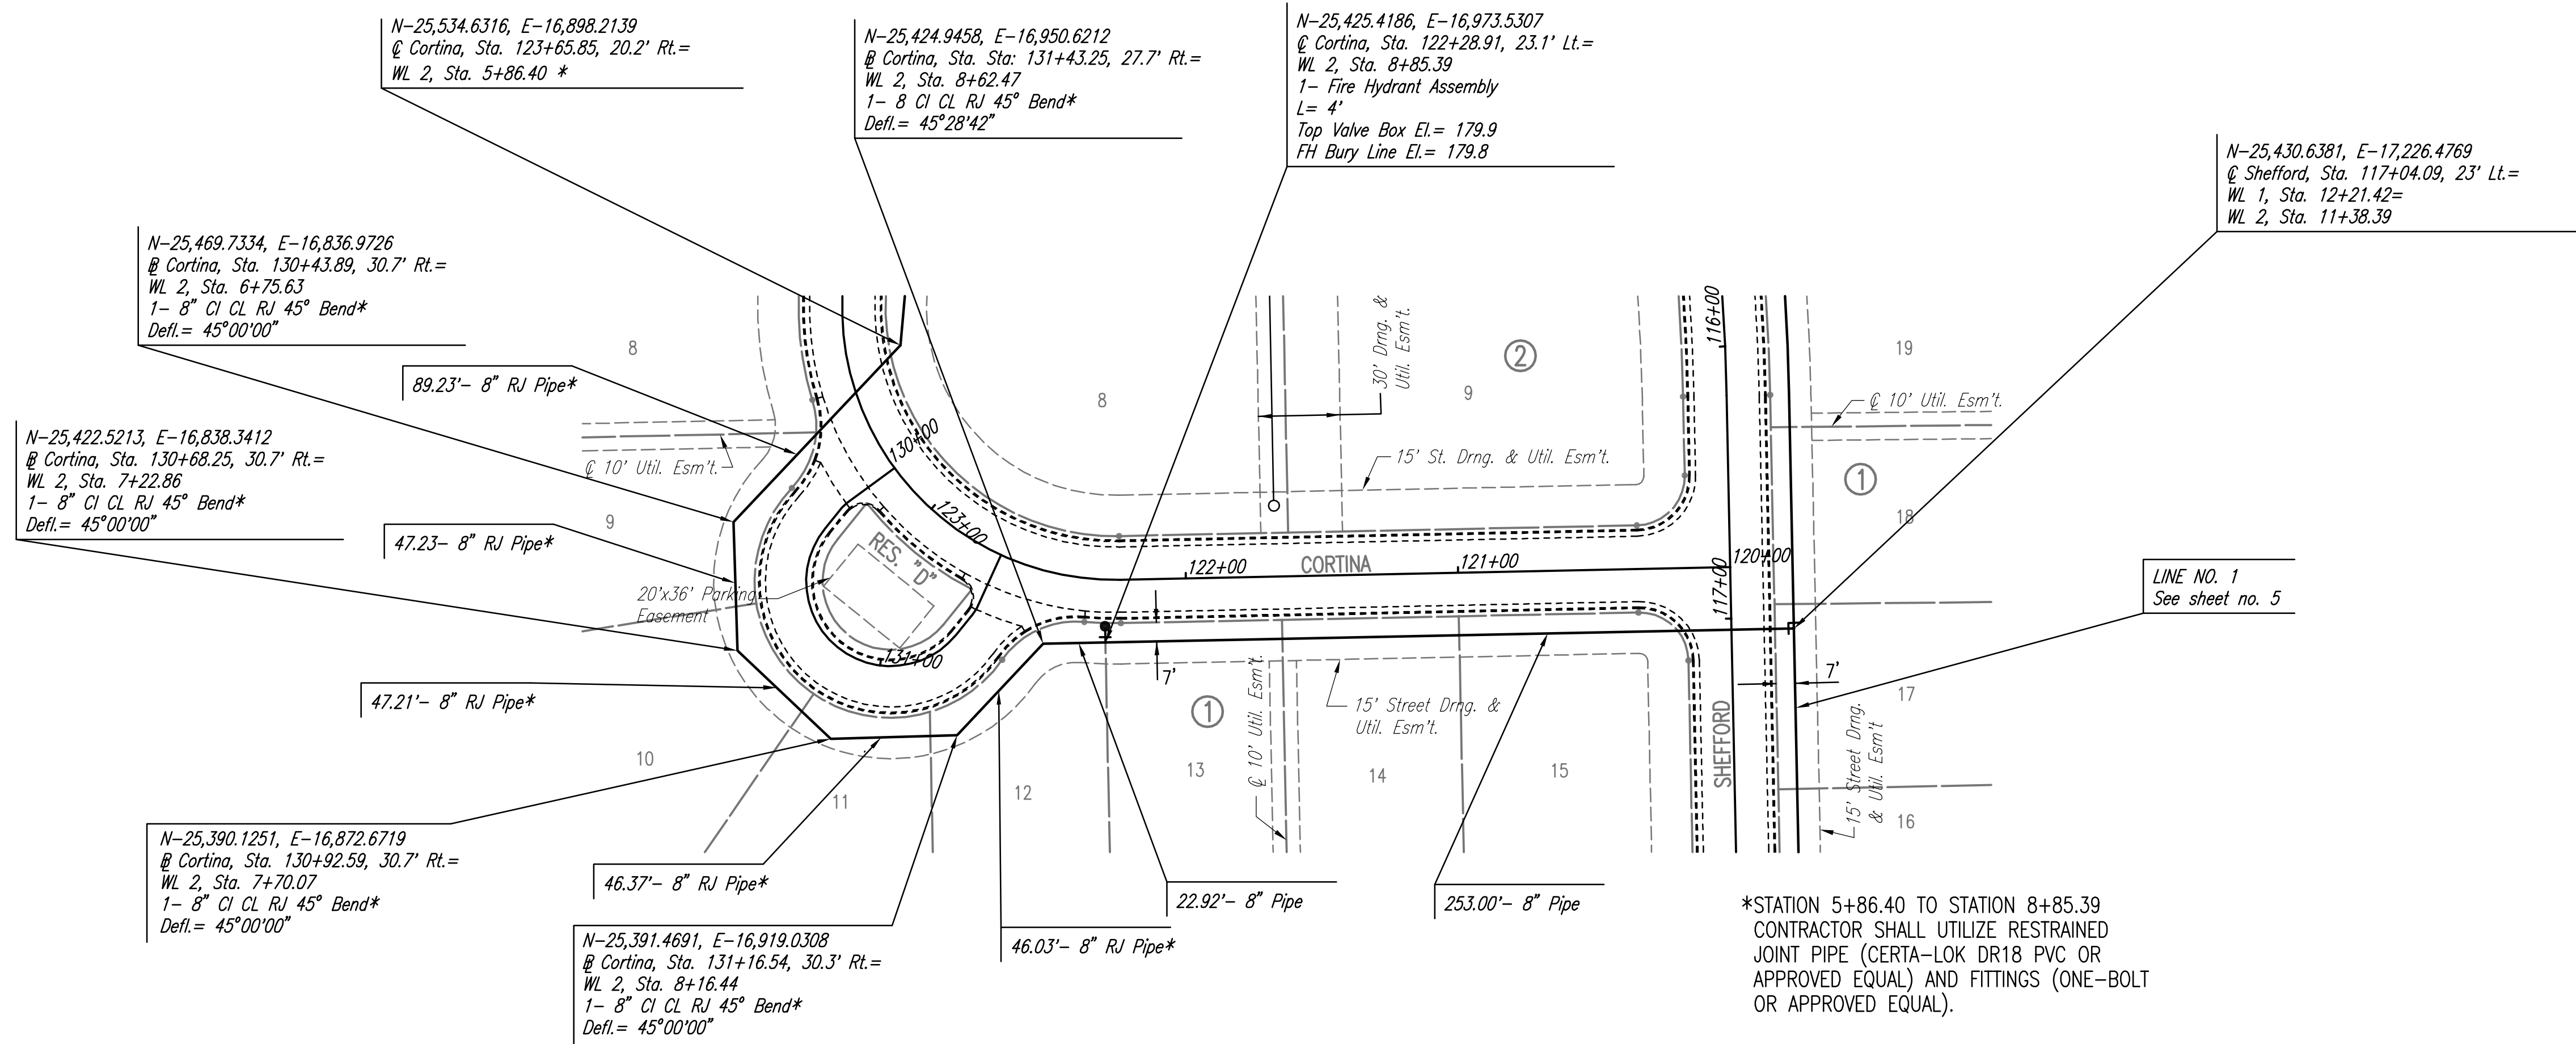 N-25,534.6316, E-16,898.2139
℄ Cortina, Sta. 123+65.85, 20.2' Rt.=
WL 2, Sta. 5+86.40 *
N-25,424.9458, E-16,950.6212
BL Cortina, Sta. Sta: 131+43.25, 27.7' Rt.=
WL 2, Sta. 8+62.47
1- 8 CI CL RJ 45° Bend*
Defl.= 45°28'42"
N-25,425.4186, E-16,973.5307
℄ Cortina, Sta. 122+28.91, 23.1' Lt.=
WL 2, Sta. 8+85.39
1- Fire Hydrant Assembly
L= 4'
Top Valve Box El.= 179.9
FH Bury Line El.= 179.8
N-25,430.6381, E-17,226.4769
℄ Shefford, Sta. 117+04.09, 23' Lt.=
WL 1, Sta. 12+21.42=
WL 2, Sta. 11+38.39
N-25,469.7334, E-16,836.9726
BL Cortina, Sta. 130+43.89, 30.7' Rt.=
WL 2, Sta. 6+75.63
1- 8" CI CL RJ 45° Bend*
Defl.= 45°00'00"
89.23'- 8" RJ Pipe*
N-25,422.5213, E-16,838.3412
BL Cortina, Sta. 130+68.25, 30.7' Rt.=
WL 2, Sta. 7+22.86
1- 8" CI CL RJ 45° Bend*
Defl.= 45°00'00"
47.23- 8" RJ Pipe*
47.21'- 8" RJ Pipe*
N-25,390.1251, E-16,872.6719
BL Cortina, Sta. 130+92.59, 30.7' Rt.=
WL 2, Sta. 7+70.07
1- 8" CI CL RJ 45° Bend*
Defl.= 45°00'00"
46.37'- 8" RJ Pipe*
N-25,391.4691, E-16,919.0308
BL Cortina, Sta. 131+16.54, 30.3' Rt.=
WL 2, Sta. 8+16.44
1- 8" CI CL RJ 45° Bend*
Defl.= 45°00'00"
46.03'- 8" RJ Pipe*
22.92'- 8" Pipe
253.00'- 8" Pipe
LINE NO. 1
See sheet no. 5
8
8
9
2
19
30' Drng. &
Util. Esm't.
116+00
℄ 10' Util. Esm't.
℄ 10' Util. Esm't.
15' St. Drng. & Util. Esm't.
130+00
1
18
9
123+00
RES. "D"
20'x36' Parking
Easement
131+00
122+00
CORTINA
121+00
120+00
117+00
7'
7'
17
1
15' Street Drng. &
Util. Esm't.
℄ 10' Util. Esm't.
SHEFFORD
15' Street Drng.
& Util. Esm't
10
11
12
13
14
15
16
*STATION 5+86.40 TO STATION 8+85.39
CONTRACTOR SHALL UTILIZE RESTRAINED
JOINT PIPE (CERTA-LOK DR18 PVC OR
APPROVED EQUAL) AND FITTINGS (ONE-BOLT
OR APPROVED EQUAL).